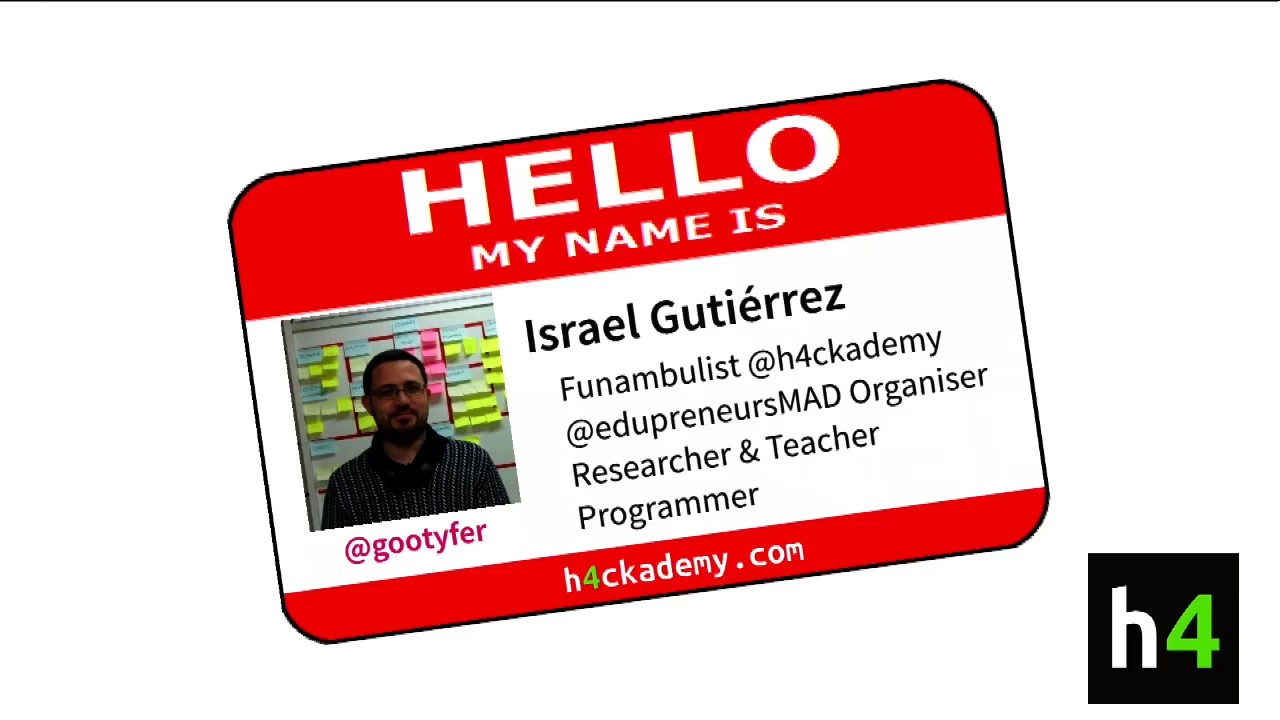 HELLO
MY NAME IS
Israel Gutiérrez
Funambulist @h4ckademy
@edupreneursMAD Organiser
Researcher & Teacher
Programmer
@gootyfer
h4ckademy.com
h4